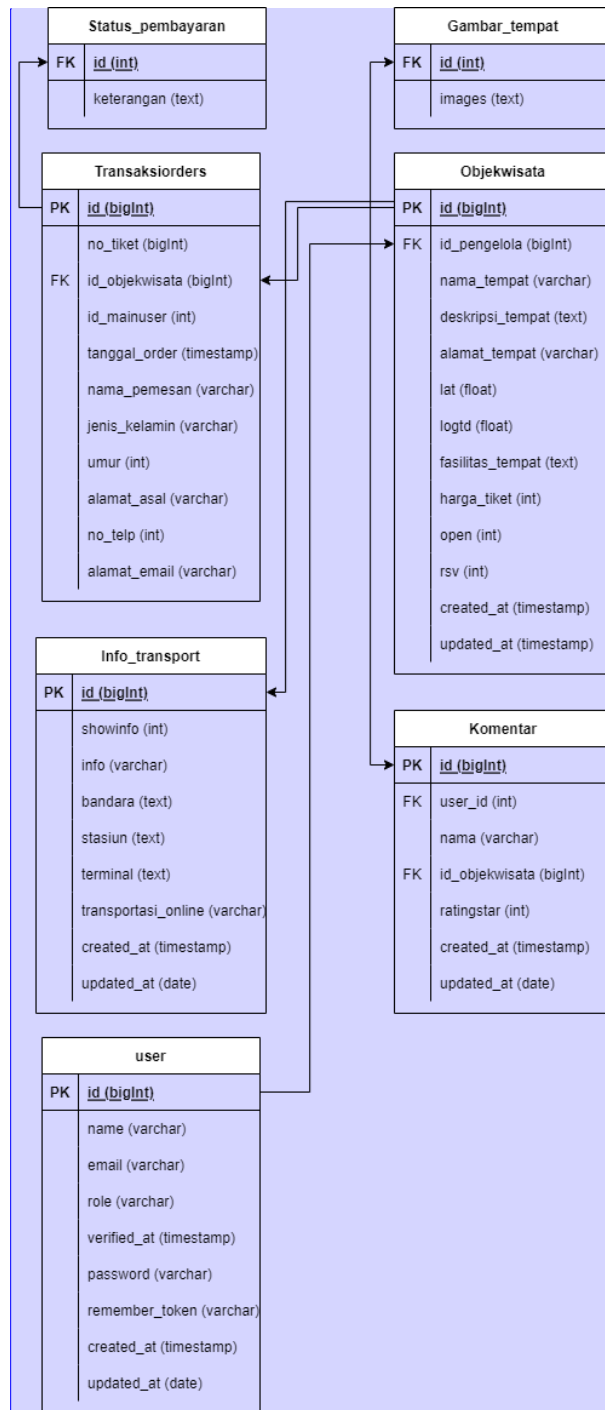 Status_pembayaran
FK id (int)
keterangan (text)
Transaksiorders
PK id (bigInt)
no_tiket (bigInt)
FK id_objekwisata (bigInt)
id_mainuser (int)
tanggal_order (timestamp)
nama_pemesan (varchar)
jenis_kelamin (varchar)
umur (int)
alamat_asal (varchar)
no_telp (int)
alamat_email (varchar)
Info_transport
PK id (bigInt)
showinfo (int)
info (varchar)
bandara (text)
stasiun (text)
terminal (text)
transportasi_online (varchar)
created_at (timestamp)
updated_at (date)
user
PK id (bigInt)
name (varchar)
email (varchar)
role (varchar)
verified_at (timestamp)
password (varchar)
remember_token (varchar)
created_at (timestamp)
updated_at (date)
Gambar_tempat
FK id (int)
images (text)
Objekwisata
PK id (bigInt)
FK id_pengelola (bigInt)
nama_tempat (varchar)
deskripsi_tempat (text)
alamat_tempat (varchar)
lat (float)
logtd (float)
fasilitas_tempat (text)
harga_tiket (int)
open (int)
rsv (int)
created_at (timestamp)
updated_at (timestamp)
Komentar
PK id (bigInt)
FK user_id (int)
nama (varchar)
FK id_objekwisata (bigInt)
ratingstar (int)
created_at (timestamp)
updated_at (date)